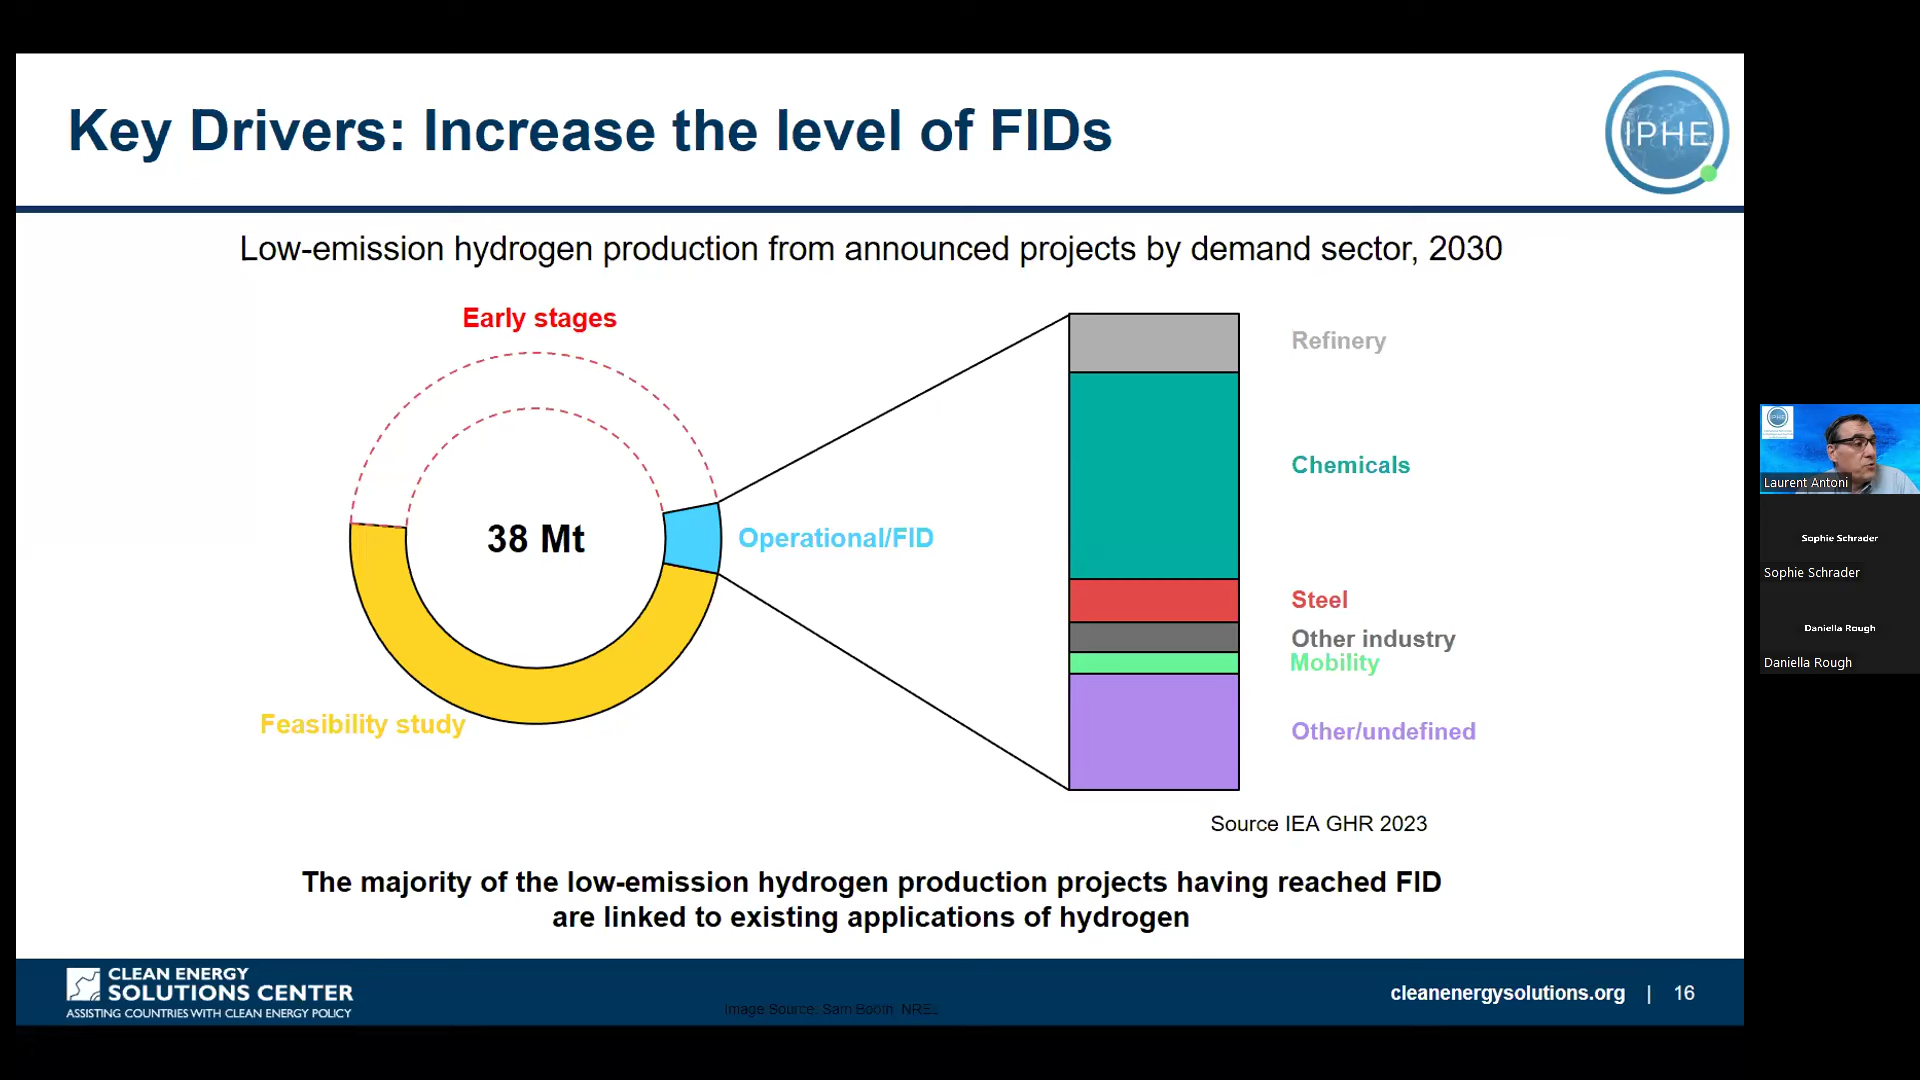 Key Drivers: Increase the level of FIDs
IPHE
Low-emission hydrogen production from announced projects by demand sector, 2030
Early stages
38 Mt
Operational/FID
Feasibility study
Refinery
Chemicals
Steel
Other industry
Mobility
Other/undefined
Source IEA GHR 2023
The majority of the low-emission hydrogen production projects having reached FID
are linked to existing applications of hydrogen
CLEAN ENERGY
SOLUTIONS CENTER
ASSISTING COUNTRIES WITH CLEAN ENERGY POLICY
Image Source: Sam Booth NREL
cleanenergysolutions.org | 16
IPHE
Laurent Antoni
Sophie Schrader
Sophie Schrader
Daniella Rough
Daniella Rough